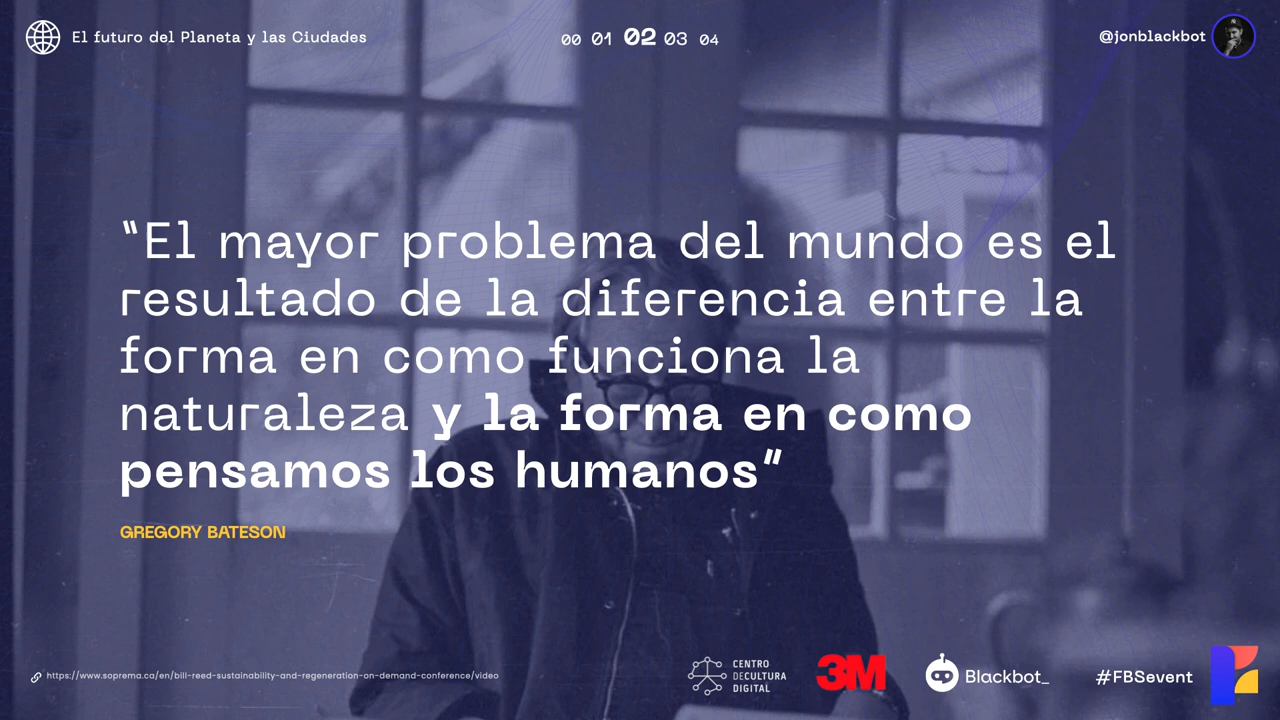 El futuro del Planeta y las Ciudades
00 01 02 03 04
@jonblackbot
"El mayor problema del mundo es el
resultado de la diferencia entre la
forma en como funciona la
naturaleza y la forma en como
pensamos los humanos"
GREGORY BATESON
https://www.soprema.ca/en/bill-reed-sustainability-and-regeneration-on-demand-conference/video
CENTRO
DECULTURA
DIGITAL
3M
Blackbot_
#FBSevent